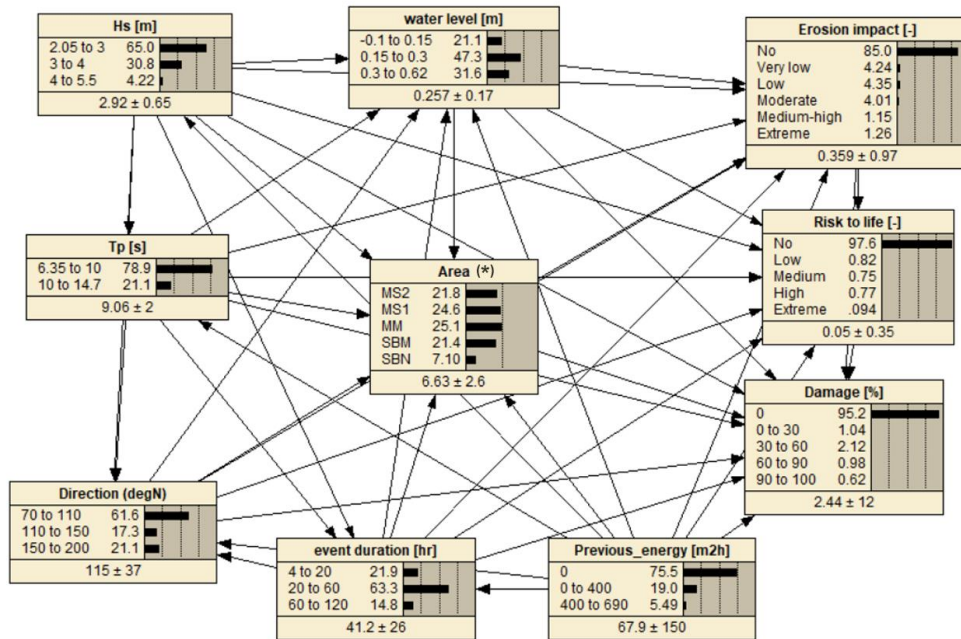 Hs [m]
2.05 to 3 65.0
3 to 4 30.8
4 to 5.5 4.22
2.92 ± 0.65
water level [m]
-0.1 to 0.15 21.1
0.15 to 0.3 47.3
0.3 to 0.62 31.6
0.257 ± 0.17
Erosion impact [-]
No 85.0
Very low 4.24
Low 4.35
Moderate 4.01
Medium-high 1.15
Extreme 1.26
0.359 ± 0.97
Tp [s]
6.35 to 10 78.9
10 to 14.7 21.1
9.06 ± 2
Area (*)
MS2 21.8
MS1 24.6
MM 25.1
SBM 21.4
SBN 7.10
6.63 ± 2.6
Risk to life [-]
No 97.6
Low 0.82
Medium 0.75
High 0.77
Extreme .094
0.05 ± 0.35
Damage [%]
0 95.2
0 to 30 1.04
30 to 60 2.12
60 to 90 0.98
90 to 100 0.62
2.44 ± 12
Direction (degN)
70 to 110 61.6
110 to 150 17.3
150 to 200 21.1
115 ± 37
event duration [hr]
4 to 20 21.9
20 to 60 63.3
60 to 120 14.8
41.2 ± 26
Previous_energy [m2h]
0 75.5
0 to 400 19.0
400 to 690 5.49
67.9 ± 150